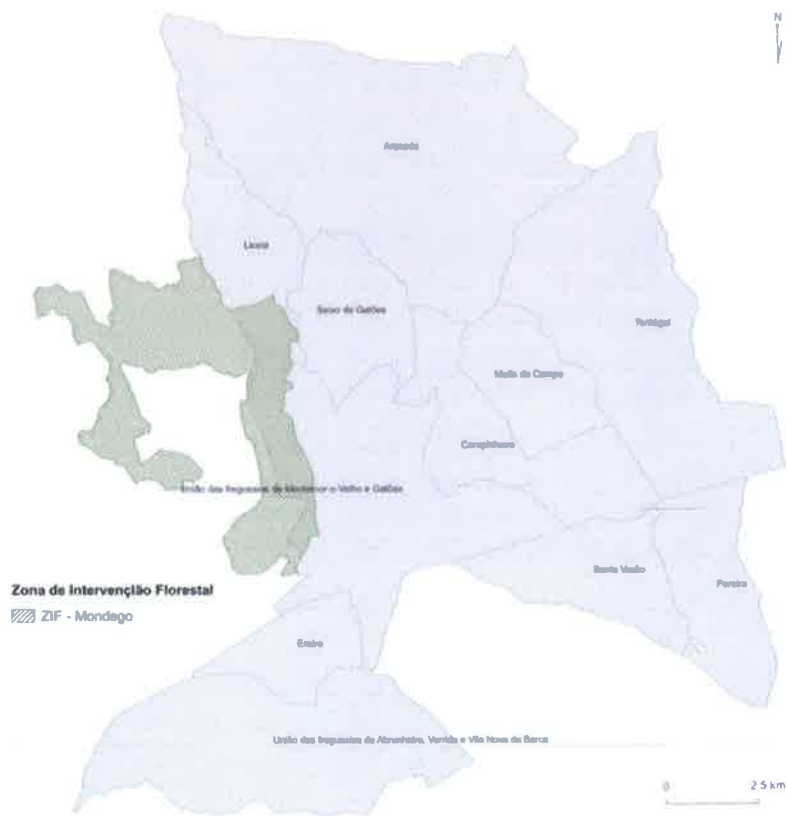 N
Arazede
Liceia
Seixo de Gatões
Tentúgal
Meãs do Campo
Carapinheira
União das freguesias de Montemor-o-Velho e Gatões
Santo Varão
Pereira
Zona de Intervenção Florestal
ZIF - Mondego
Ereira
União das freguesias de Abrunheira, Verride e Vila Nova da Barca
0 2.5 km